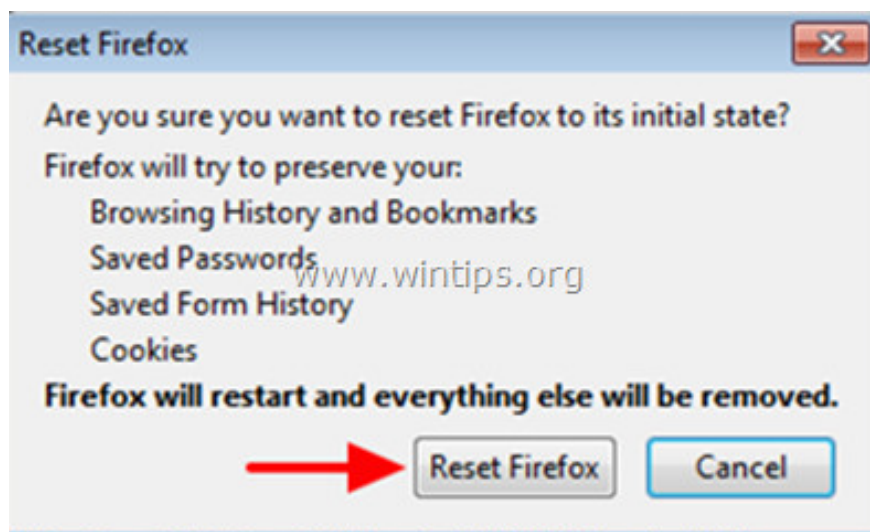 Reset Firefox
Are you sure you want to reset Firefox to its initial state?
Firefox will try to preserve your:
Browsing History and Bookmarks
Saved Passwords
www.wintips.org
Saved Form History
Cookies
Firefox will restart and everything else will be removed.
Reset Firefox Cancel